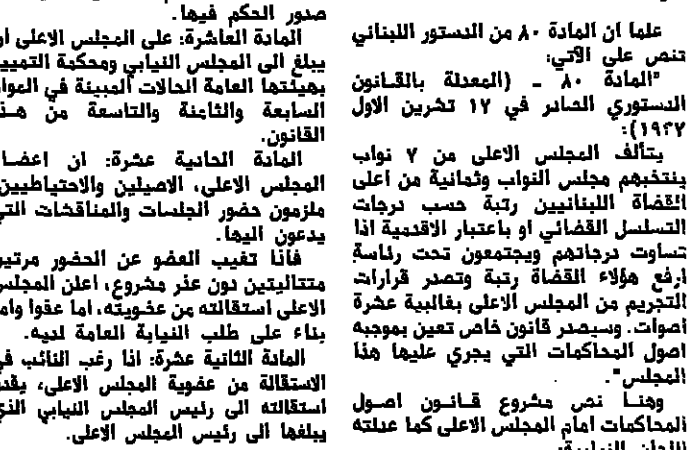 علما ان المادة ٨٠ من الدستور اللبناني
تنص على الآتي:
"المادة ٨٠ - (المعدلة بالقانون
الدستوري الصادر في ١٧ تشرين الاول
١٩٢٧):
يتألف المجلس الاعلى من ٧ نواب
ينتخبهم مجلس النواب وثمانية من أعلى
القضاة اللبنانيين رتبة حسب درجات
التسلسل القضائي او باعتبار الاقدمية اذا
تساوت درجاتهم ويجتمعون تحت رئاسة
ارفع هؤلاء القضاة رتبة وتصدر قرارات
التجريم من المجلس الاعلى بغالبية عشرة
أصوات. وسيصدر قانون خاص تعين بموجبه
اصول المحاكمات التي يجري عليها هذا
المجلس".
وهنا نص مشروع قانون اصول
المحاكمات امام المجلس الاعلى كما عدلته
اللجان النيابية:
صدور الحكم فيها.
المادة العاشرة: على المجلس الاعلى أن
يبلغ الى المجلس النيابي ومحكمة التمييز
بهيئتها العامة الحالات المبينة في المواد
السابعة والثامنة والتاسعة من هذا
القانون.
المادة الحادية عشرة: ان اعضاء
المجلس الاعلى، الاصيلين والاحتياطيين
ملزمون حضور الجلسات والمناقشات التي
يدعون اليها.
فاذا تغيب العضو عن الحضور مرتين
متتاليتين دون عذر مشروع، اعلن المجلس
الاعلى استقالته من عضويته، اما عفوا واما
بناء على طلب النيابة العامة لديه.
المادة الثانية عشرة: اذا رغب النائب في
الاستقالة من عضوية المجلس الاعلى، يقدم
استقالته الى رئيس المجلس النيابي الذي
يبلغها الى رئيس المجلس الاعلى.